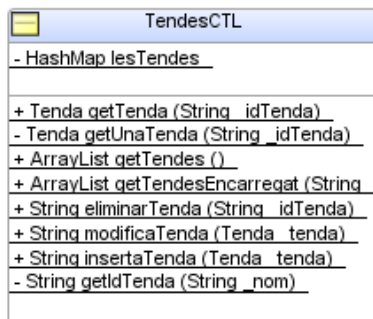 TendesCTL
- HashMap lesTendes
+ Tenda getTenda (String _idTenda)
- Tenda getUnaTenda (String _idTenda)
+ ArrayList getTendes ()
+ ArrayList getTendesEncarregat (String
+ String eliminarTenda (String _idTenda)
+ String modificaTenda (Tenda _tenda)
+ String insertaTenda (Tenda _tenda)
- String getIdTenda (String _nom)